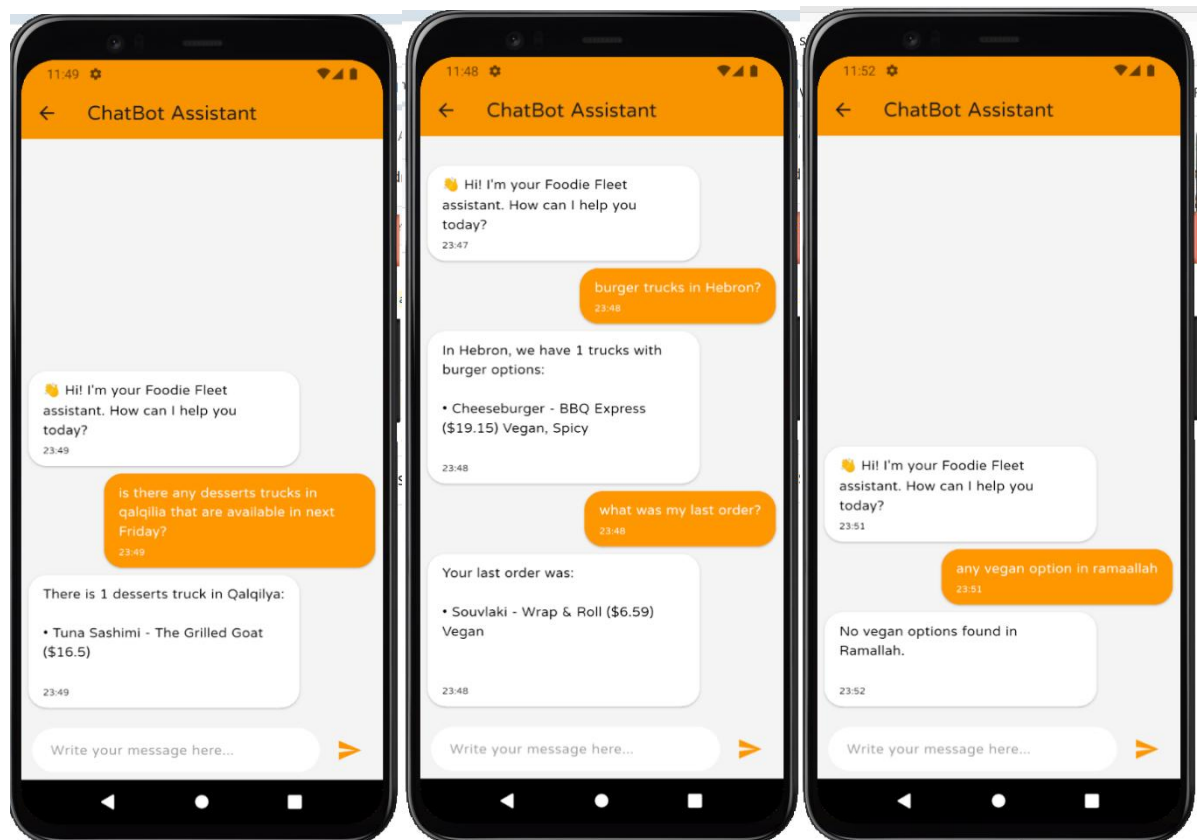 11:49
ChatBot Assistant
👋 Hi! I'm your Foodie Fleet
assistant. How can I help you
today?
23:49
is there any desserts trucks in
qalqilia that are available in next
Friday?
23:49
There is 1 desserts truck in Qalqilya:
• Tuna Sashimi - The Grilled Goat
($16.5)
23:49
Write your message here...
11:48
ChatBot Assistant
👋 Hi! I'm your Foodie Fleet
assistant. How can I help you
today?
23:47
burger trucks in Hebron?
23:48
In Hebron, we have 1 trucks with
burger options:
• Cheeseburger - BBQ Express
($19.15) Vegan, Spicy
23:48
what was my last order?
23:48
Your last order was:
• Souvlaki - Wrap & Roll ($6.59)
Vegan
23:48
Write your message here...
11:52
ChatBot Assistant
👋 Hi! I'm your Foodie Fleet
assistant. How can I help you
today?
23:51
any vegan option in ramaallah
23:51
No vegan options found in
Ramallah.
23:52
Write your message here...